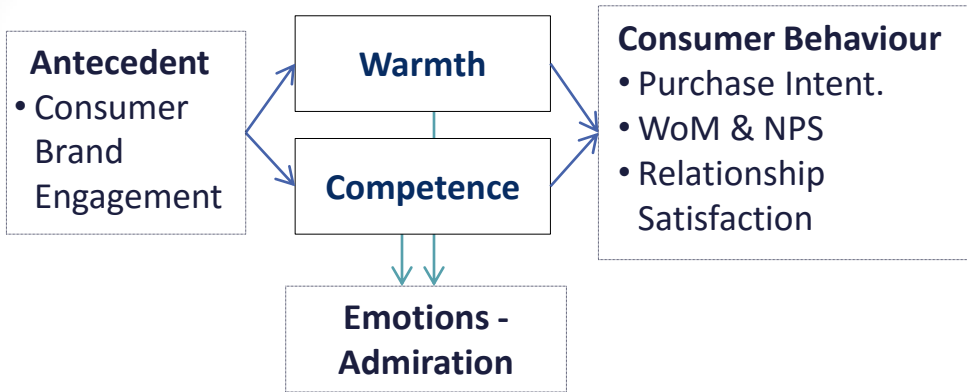 Antecedent
• Consumer
Brand
Engagement
Warmth
Competence
Emotions -
Admiration
Consumer Behaviour
• Purchase Intent.
• WoM & NPS
• Relationship
Satisfaction